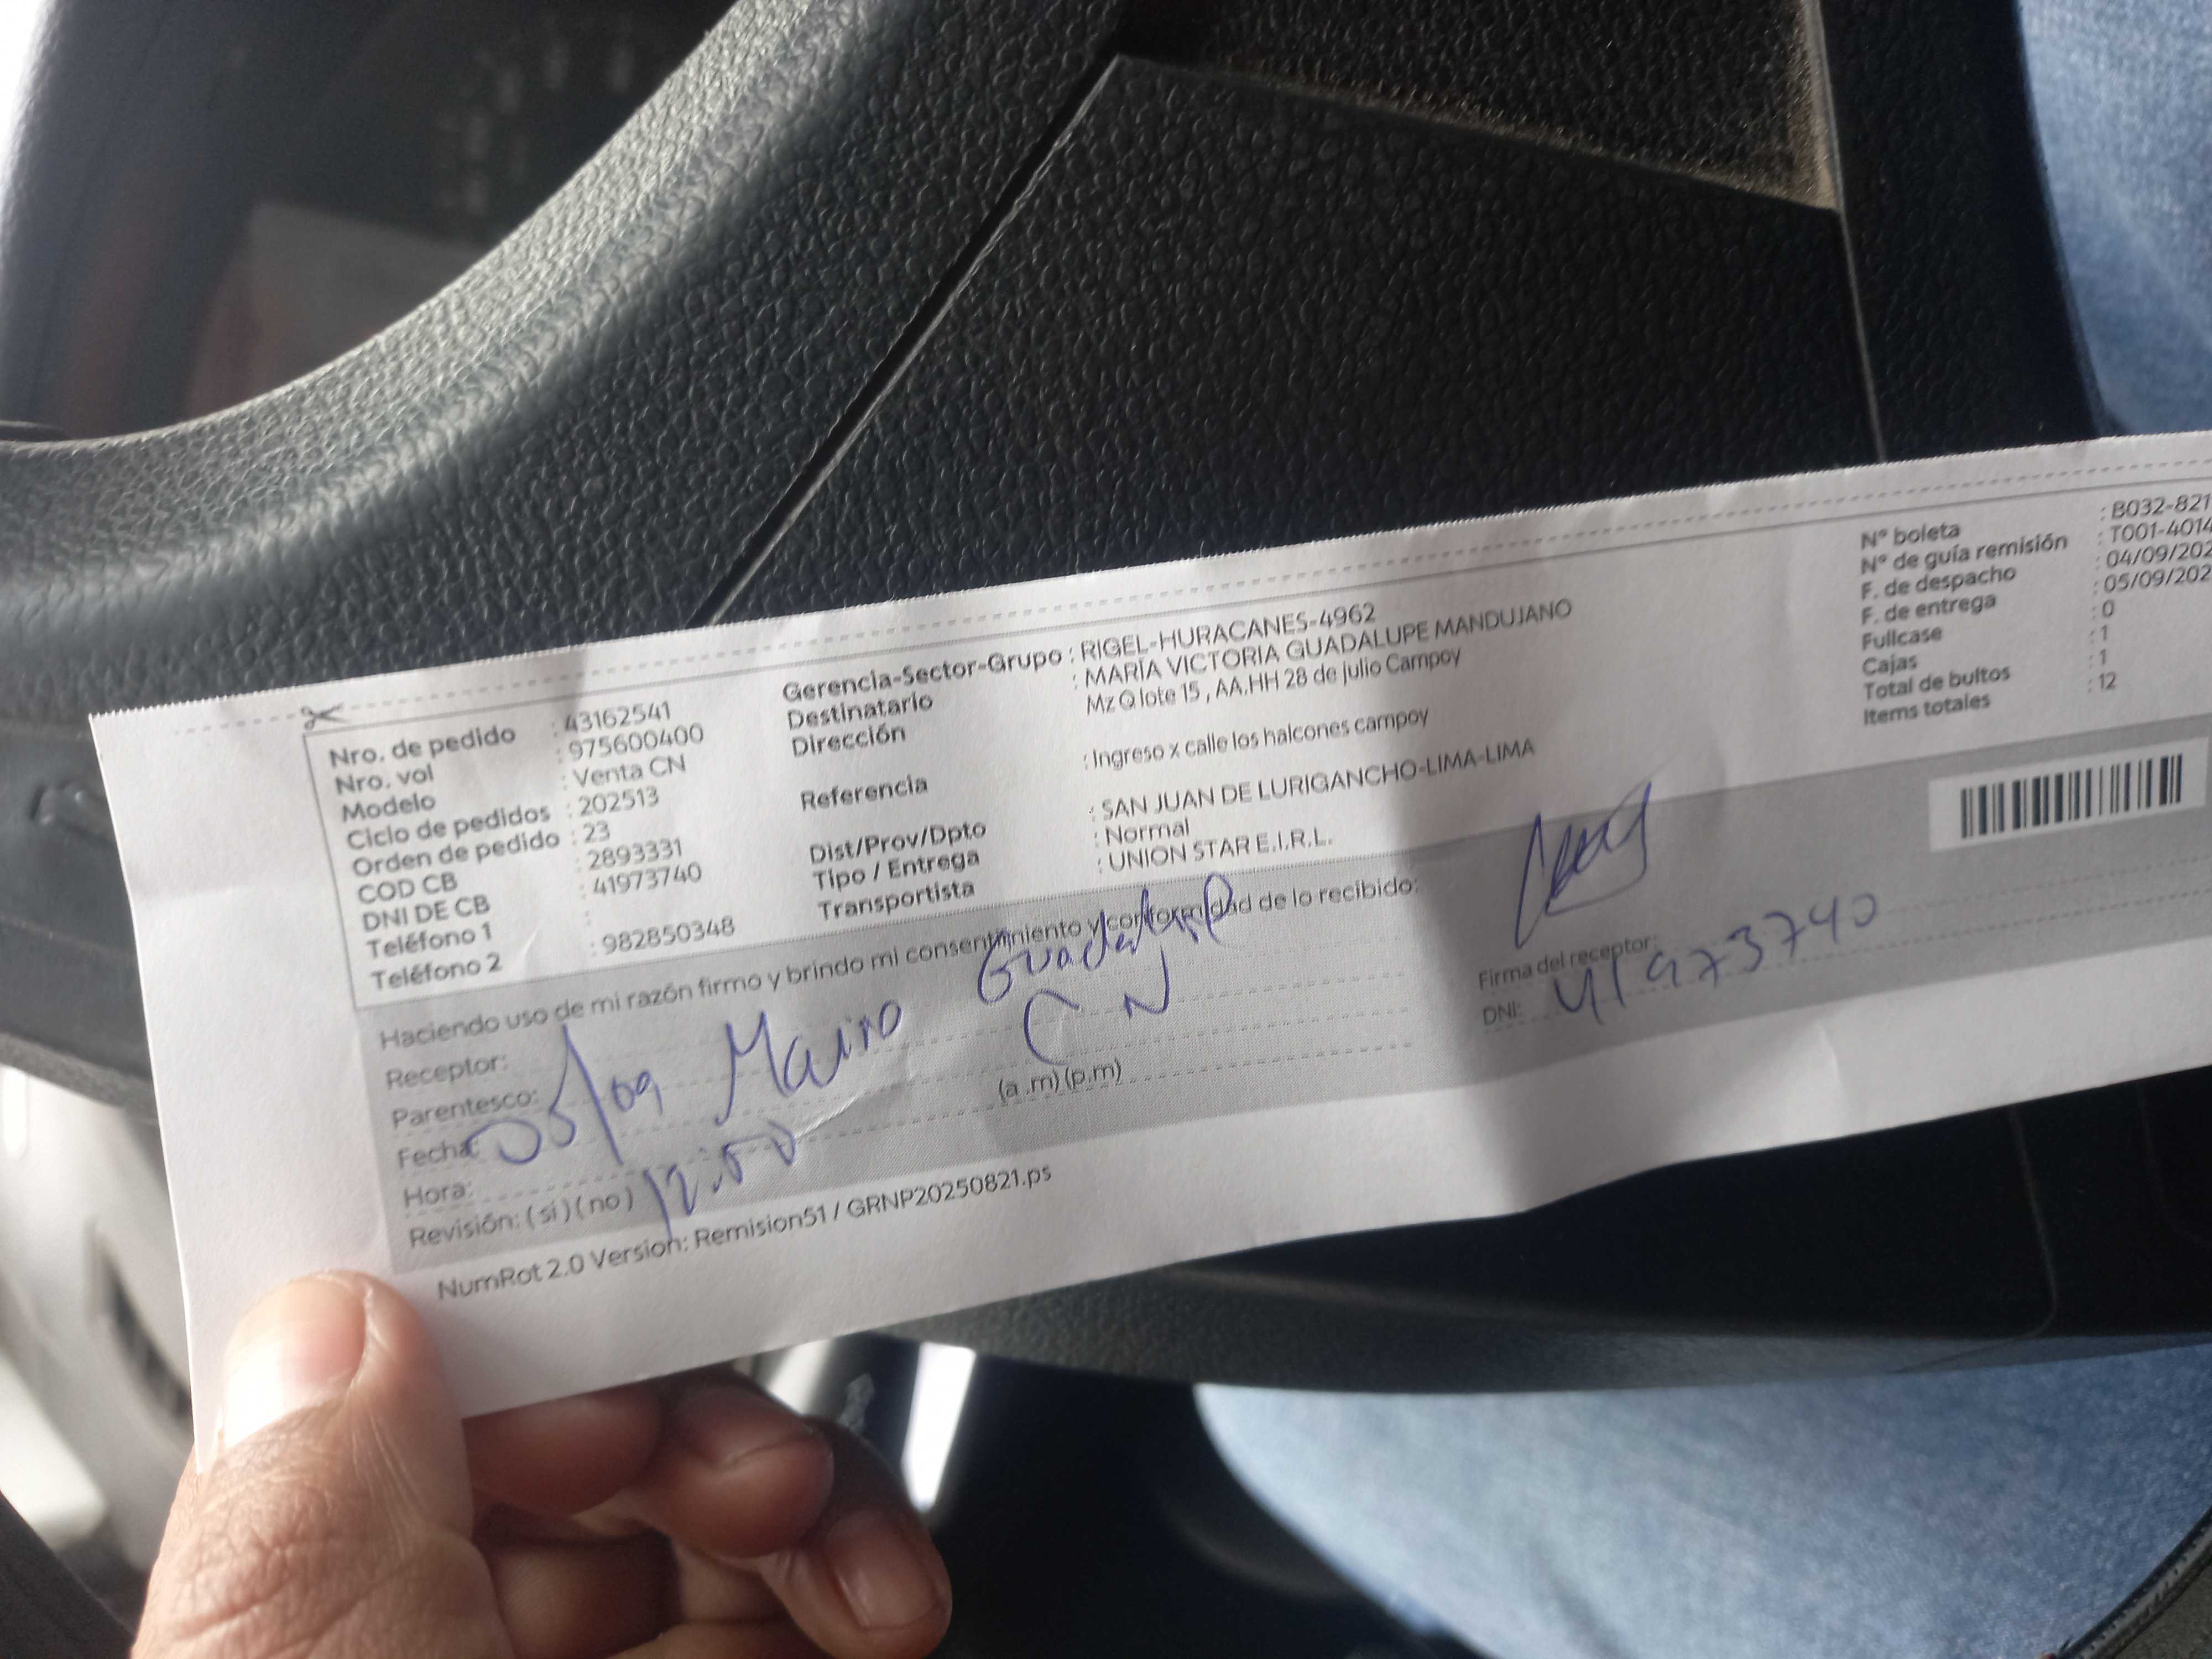 Nro. de pedido : 43162541
Nro. vol : 975600400
Modelo : Venta CN
Ciclo de pedidos : 202513
Orden de pedido : 23
COD CB : 2893331
DNI DE CB : 41973740
Teléfono 1 :
Teléfono 2 : 982850348
Gerencia-Sector-Grupo : RIGEL-HURACANES-4962
Destinatario : MARÍA VICTORIA GUADALUPE MANDUJANO
Dirección Mz Q lote 15 , AA.HH 28 de julio Campoy
Referencia : Ingreso x calle los halcones campoy
Dist/Prov/Dpto : SAN JUAN DE LURIGANCHO-LIMA-LIMA
Tipo / Entrega : Normal
Transportista : UNION STAR E.I.R.L.
N° boleta : B032-821
N° de guía remisión : T001-4014
F. de despacho : 04/09/202
F. de entrega : 05/09/202
Fullcase : 0
Cajas : 1
Total de bultos : 1
Items totales : 12
Haciendo uso de mi razón firmo y brindo mi consentimiento y conformidad de lo recibido:
Receptor: Guadalupe
Parentesco: CN
Fecha: 05/09
Hora: 12:50 (a .m) (p.m)
Revisión: ( si ) ( no )
Firma del receptor:
DNI: 41973740
NumRot 2.0 Version: Remision51 / GRNP20250821.ps